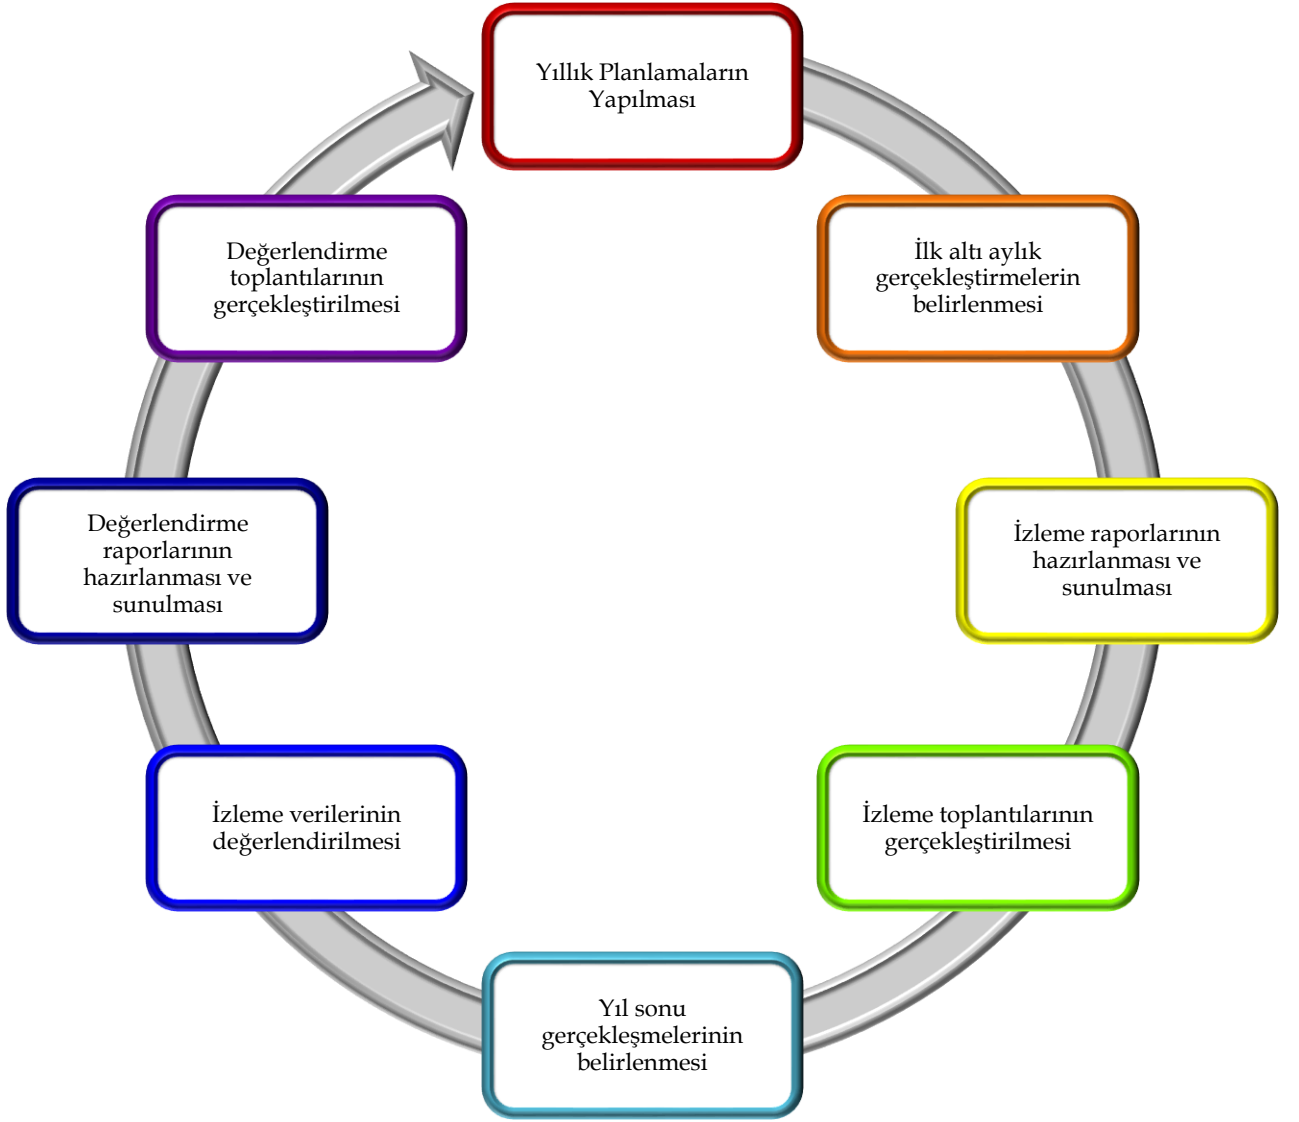 Yıllık Planlamaların
Yapılması
İlk altı aylık
gerçekleştirmelerin
belirlenmesi
İzleme raporlarının
hazırlanması ve
sunulması
İzleme toplantılarının
gerçekleştirilmesi
Yıl sonu
gerçekleşmelerinin
belirlenmesi
İzleme verilerinin
değerlendirilmesi
Değerlendirme
raporlarının
hazırlanması ve
sunulması
Değerlendirme
toplantılarının
gerçekleştirilmesi